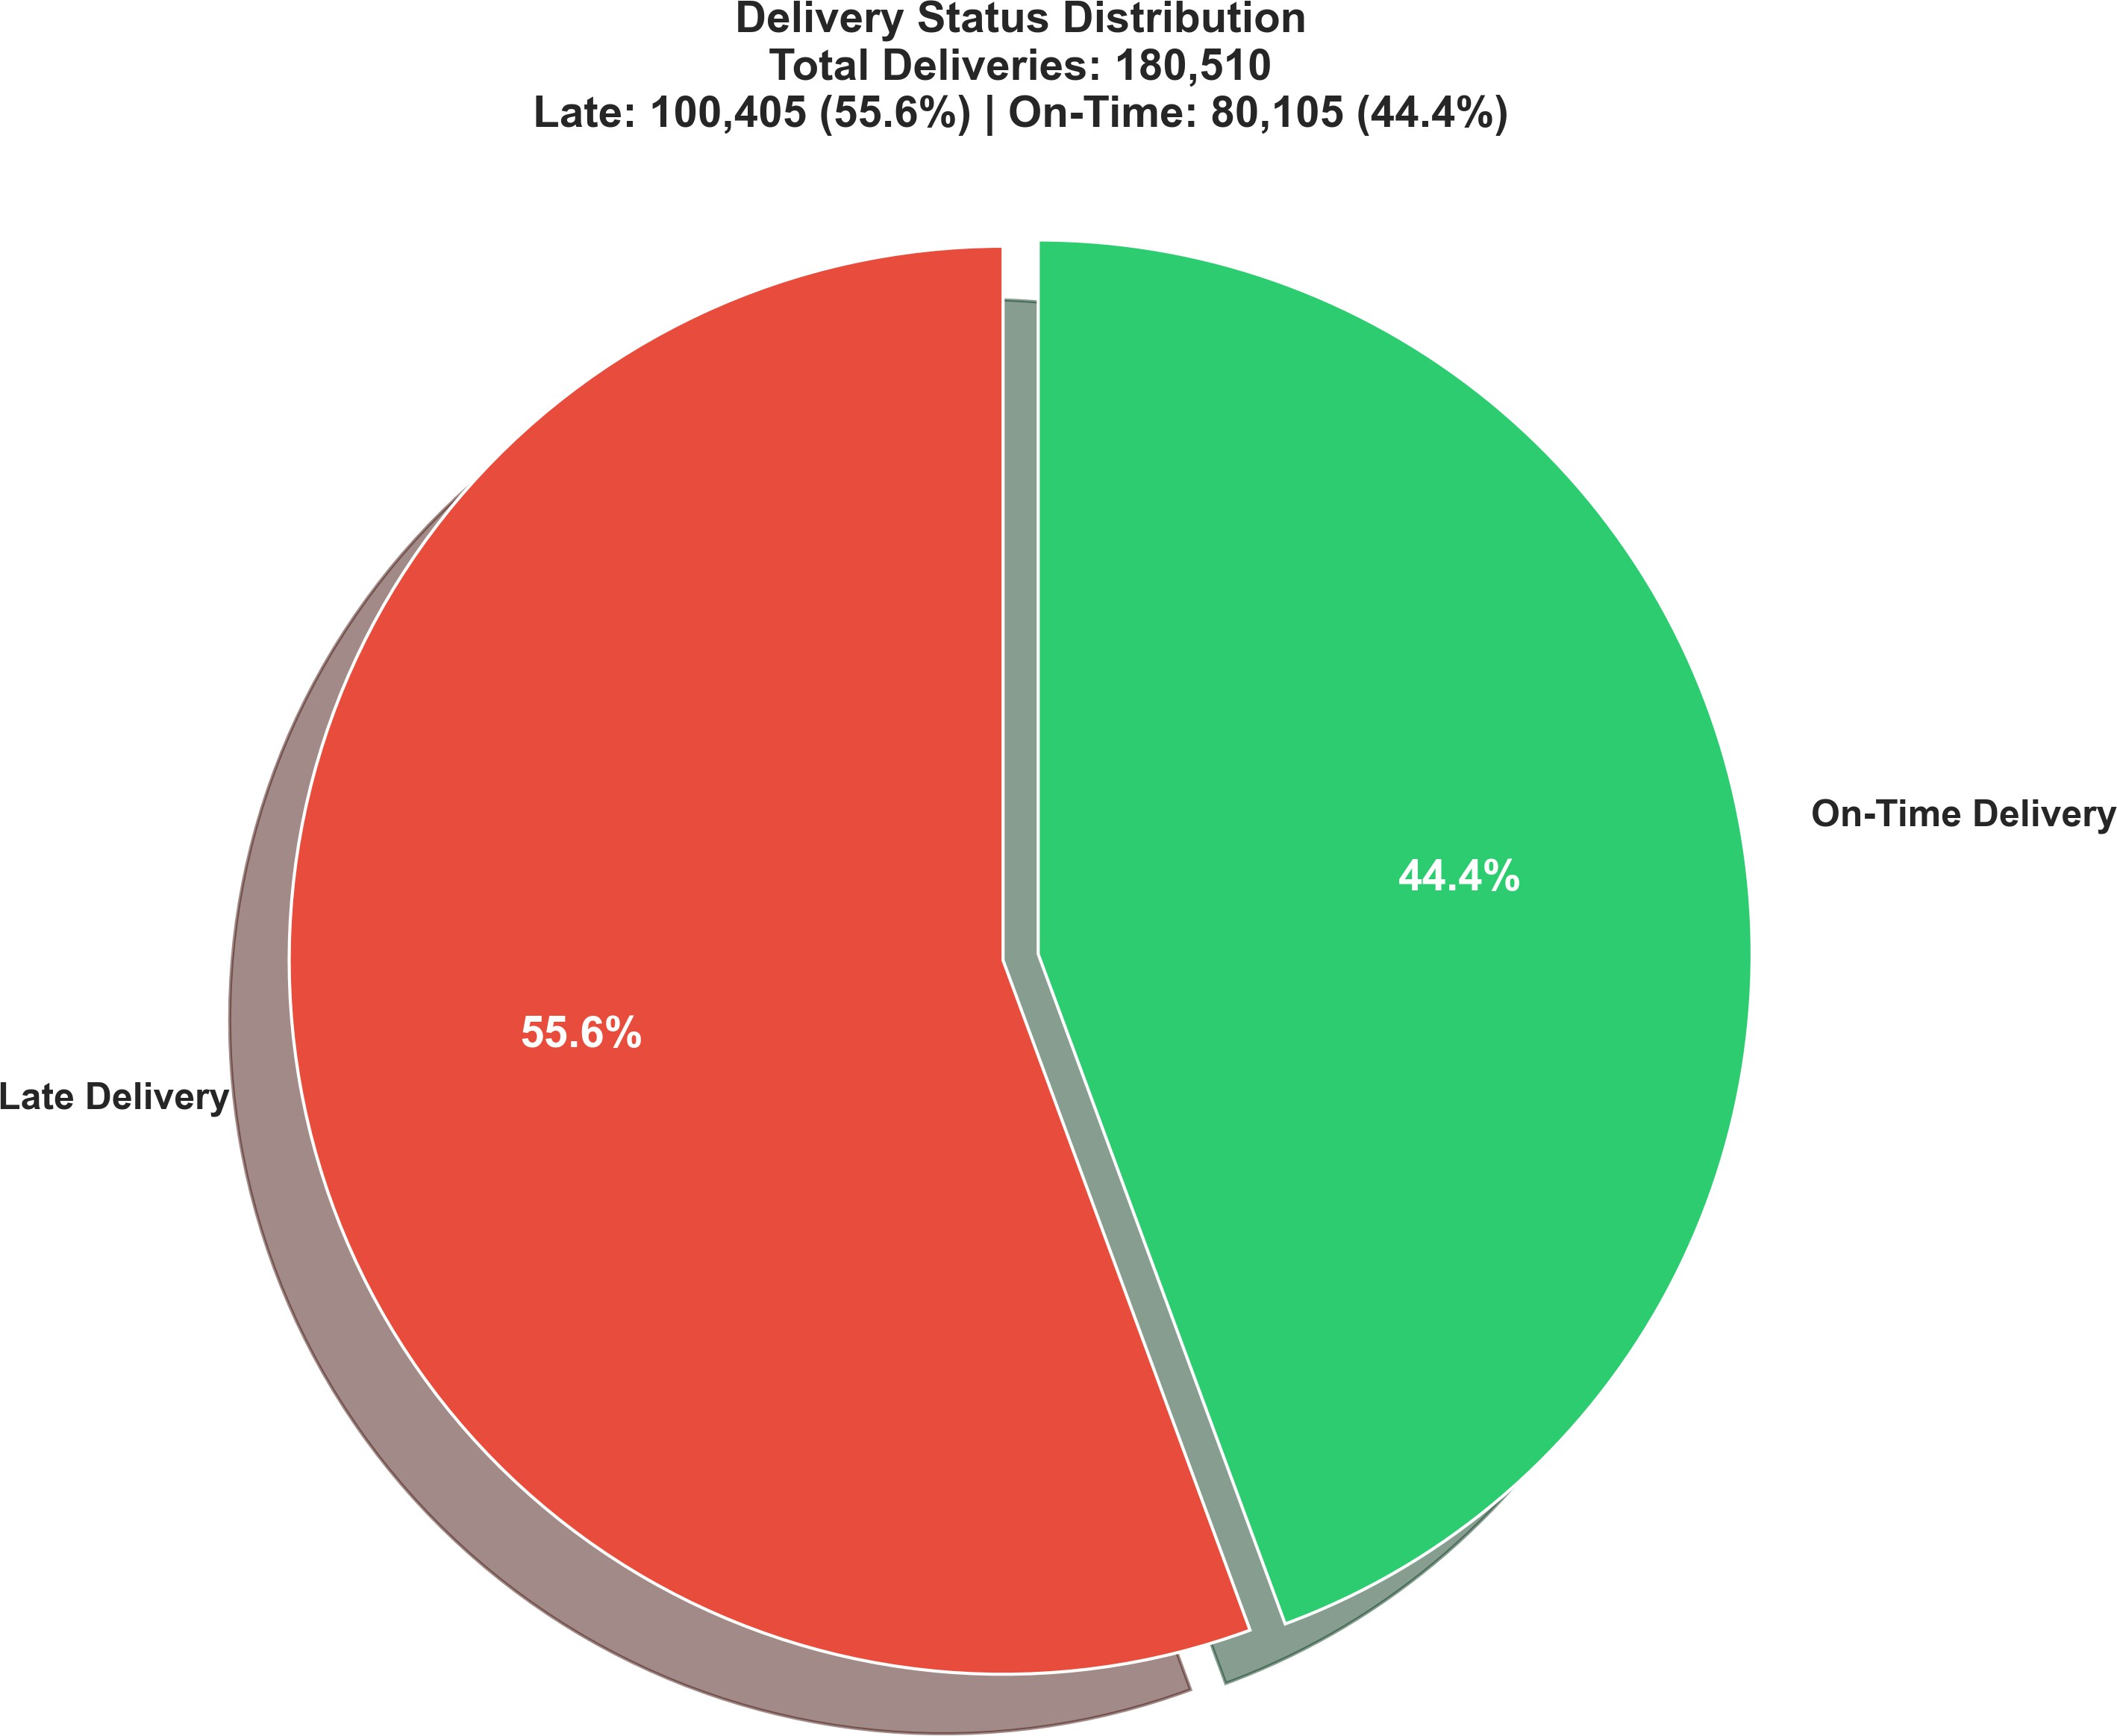 Delivery Status Distribution
Total Deliveries: 180,510
Late: 100,405 (55.6%) | On-Time: 80,105 (44.4%)
On-Time Delivery
44.4%
55.6%
Late Delivery